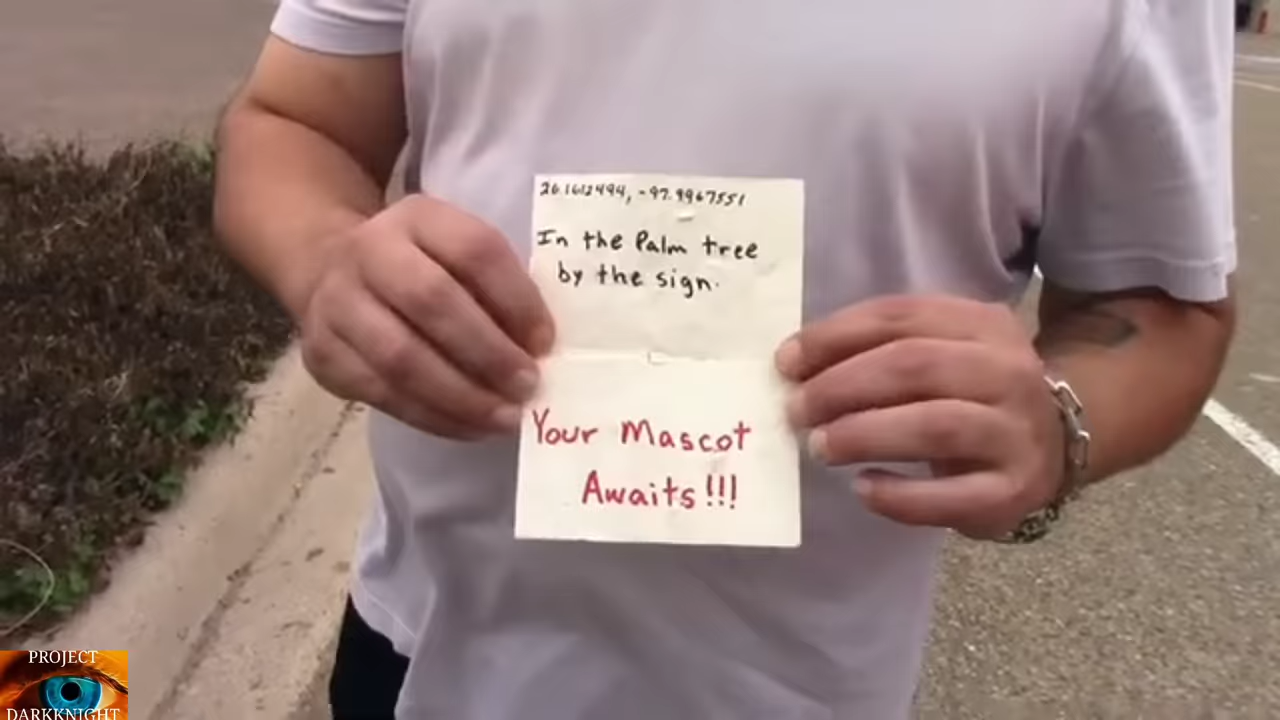 26.1612494, -97.9967551
In the Palm tree
by the sign.
Your Mascot
Awaits!!!
PROJECT
DARKKNIGHT